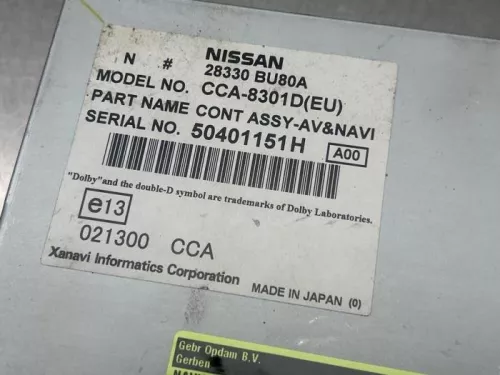 NISSAN
N # 28330 BU80A
MODEL NO. CCA-8301D(EU)
PART NAME CONT ASSY-AV&NAVI
SERIAL NO. 50401151H A00
"Dolby"and the double-D symbol are trademarks of Dolby Laboratories.
e13
021300 CCA
Xanavi Informatics Corporation
MADE IN JAPAN (0)
Gebr Opdam B.V.
Gerben